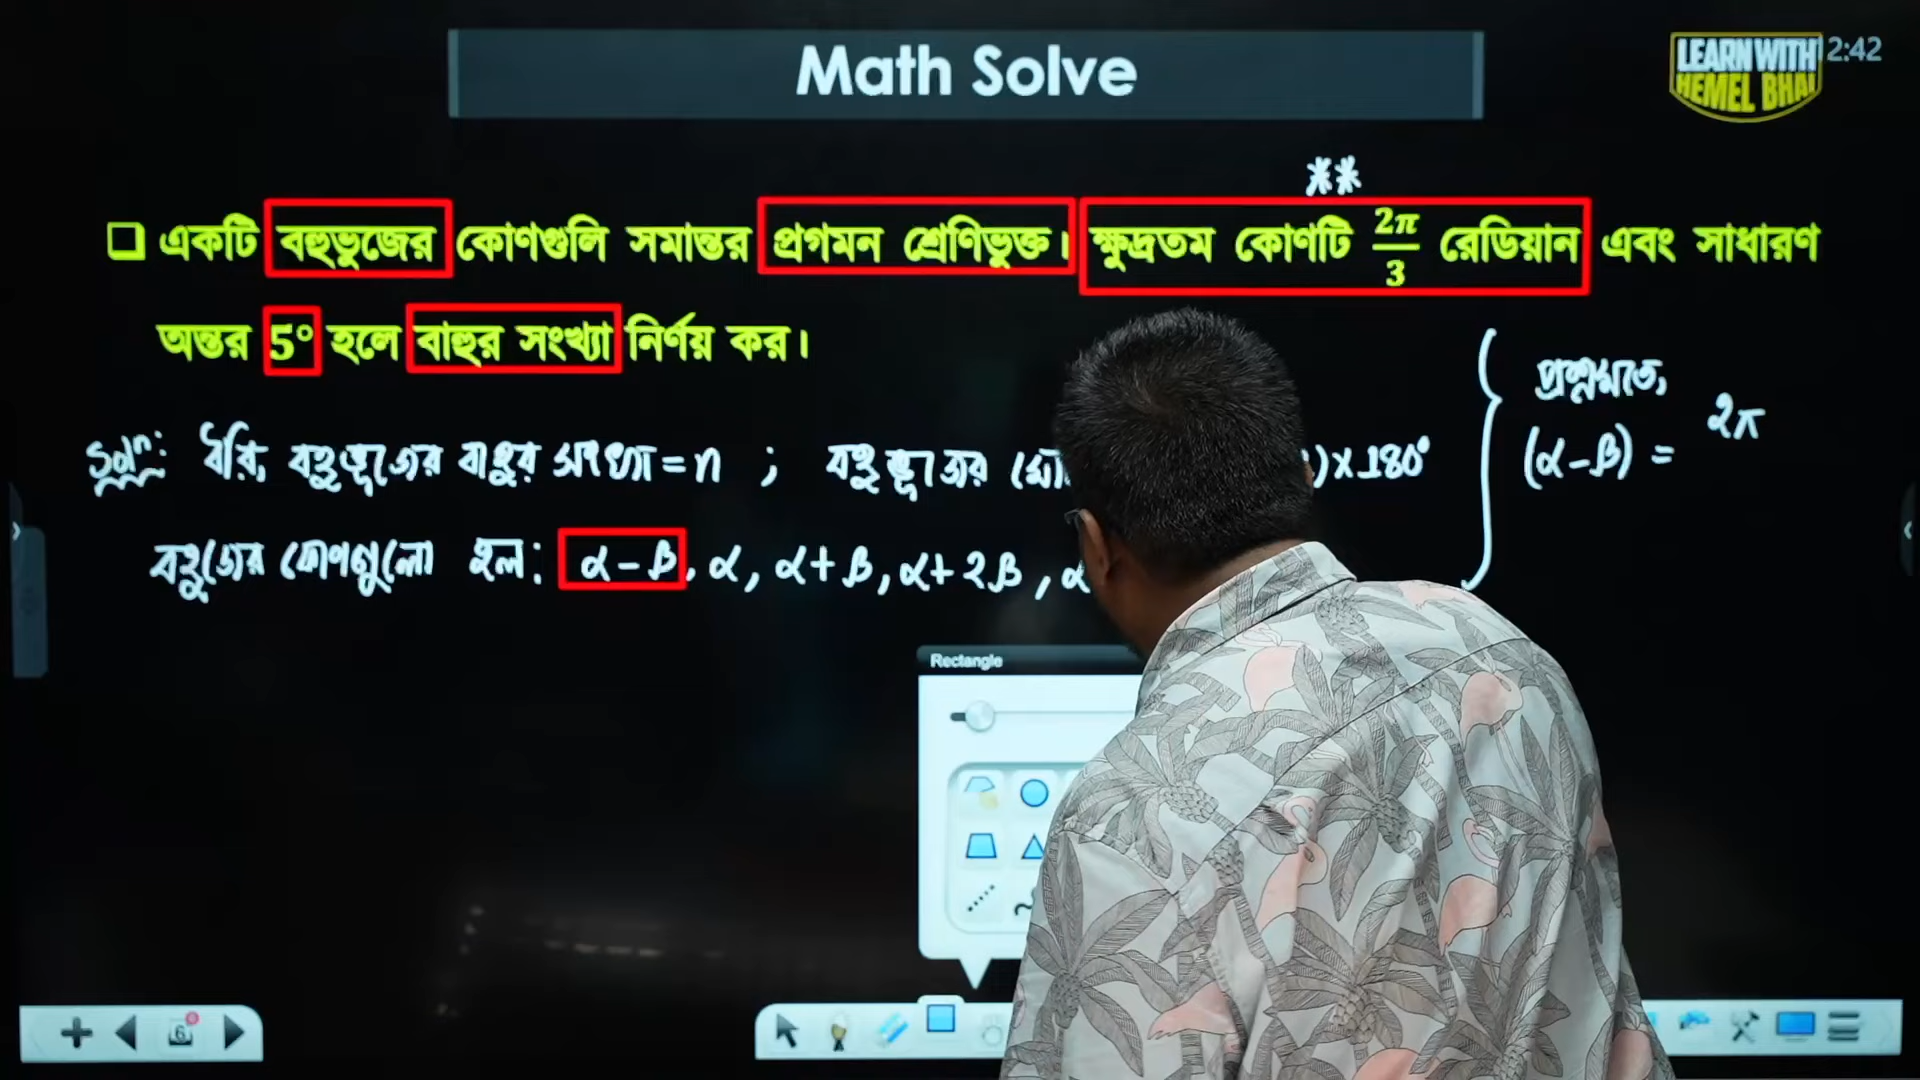 Math Solve
LEARN WITH HEMEL BHAI
2:42
**
❑ একটি বহুভুজের কোণগুলি সমান্তর প্রগমন শ্রেণিভুক্ত। ক্ষুদ্রতম কোণটি 2π/3 রেডিয়ান এবং সাধারণ
অন্তর 5° হলে বাহুর সংখ্যা নির্ণয় কর।
Solⁿ: ধরি, বহুভুজের বাহুর সংখ্যা = n ; বহুভুজের )×180°
বহুভুজের কোণগুলো হল: α-β, α, α+β, α+2β, α
প্রশ্নমতে,
(α-β) = 2π
Rectangle
6